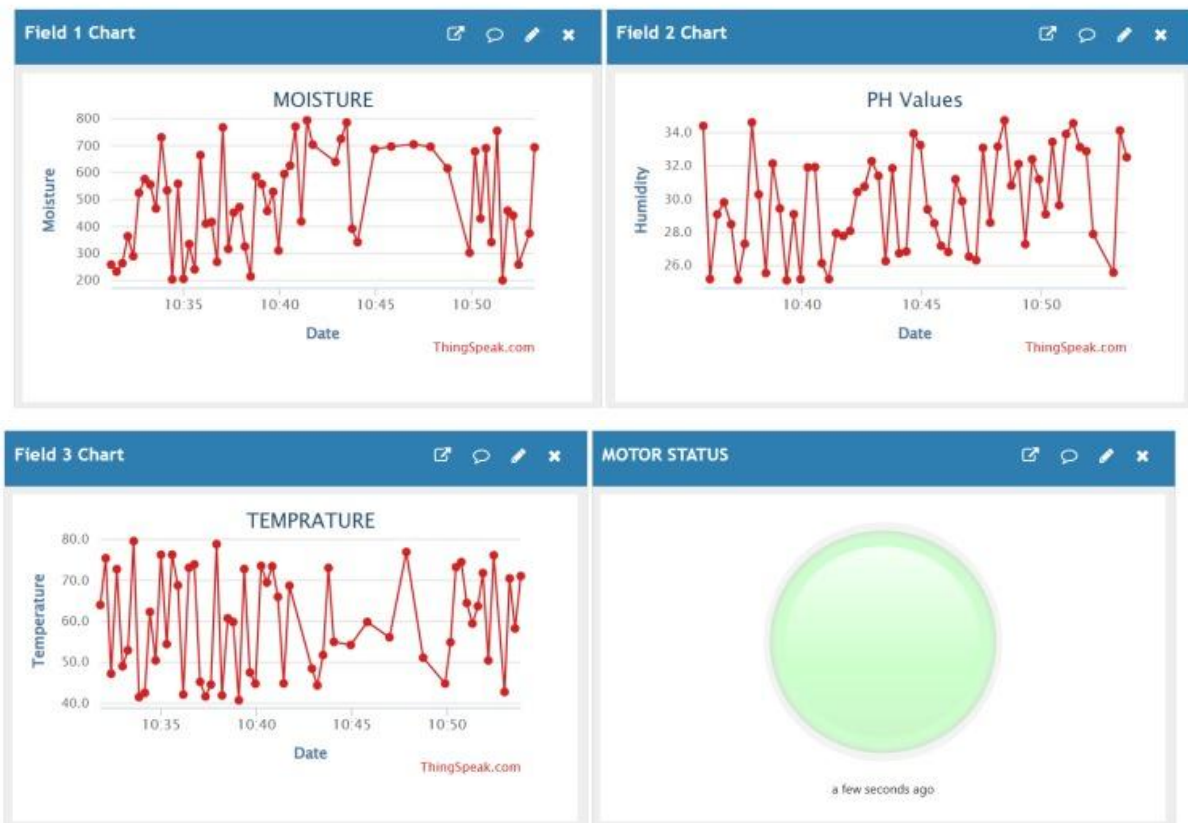 Field 1 Chart
MOISTURE
Moisture
800
700
600
500
400
300
200
10:35 10:40 10:45 10:50
Date
ThingSpeak.com
Field 2 Chart
PH Values
Humidity
34.0
32.0
30.0
28.0
26.0
10:40 10:45 10:50
Date
ThingSpeak.com
Field 3 Chart
TEMPRATURE
Temperature
80.0
70.0
60.0
50.0
40.0
10:35 10:40 10:45 10:50
Date
ThingSpeak.com
MOTOR STATUS
a few seconds ago